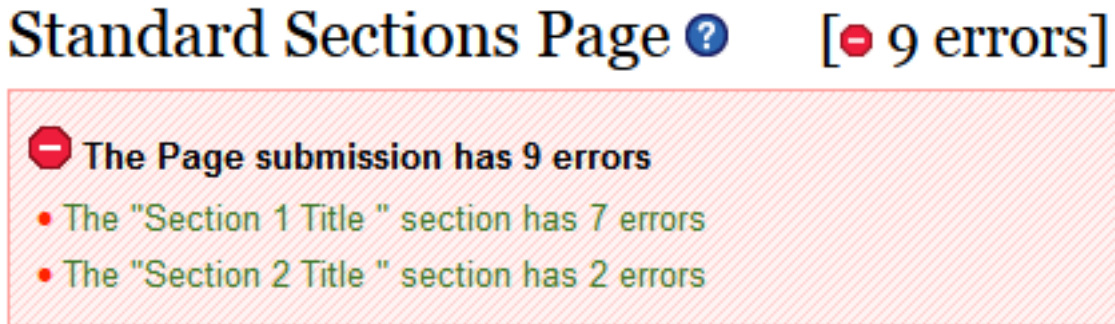 Standard Sections Page ? [ 9 errors]
The Page submission has 9 errors
• The "Section 1 Title " section has 7 errors
• The "Section 2 Title " section has 2 errors